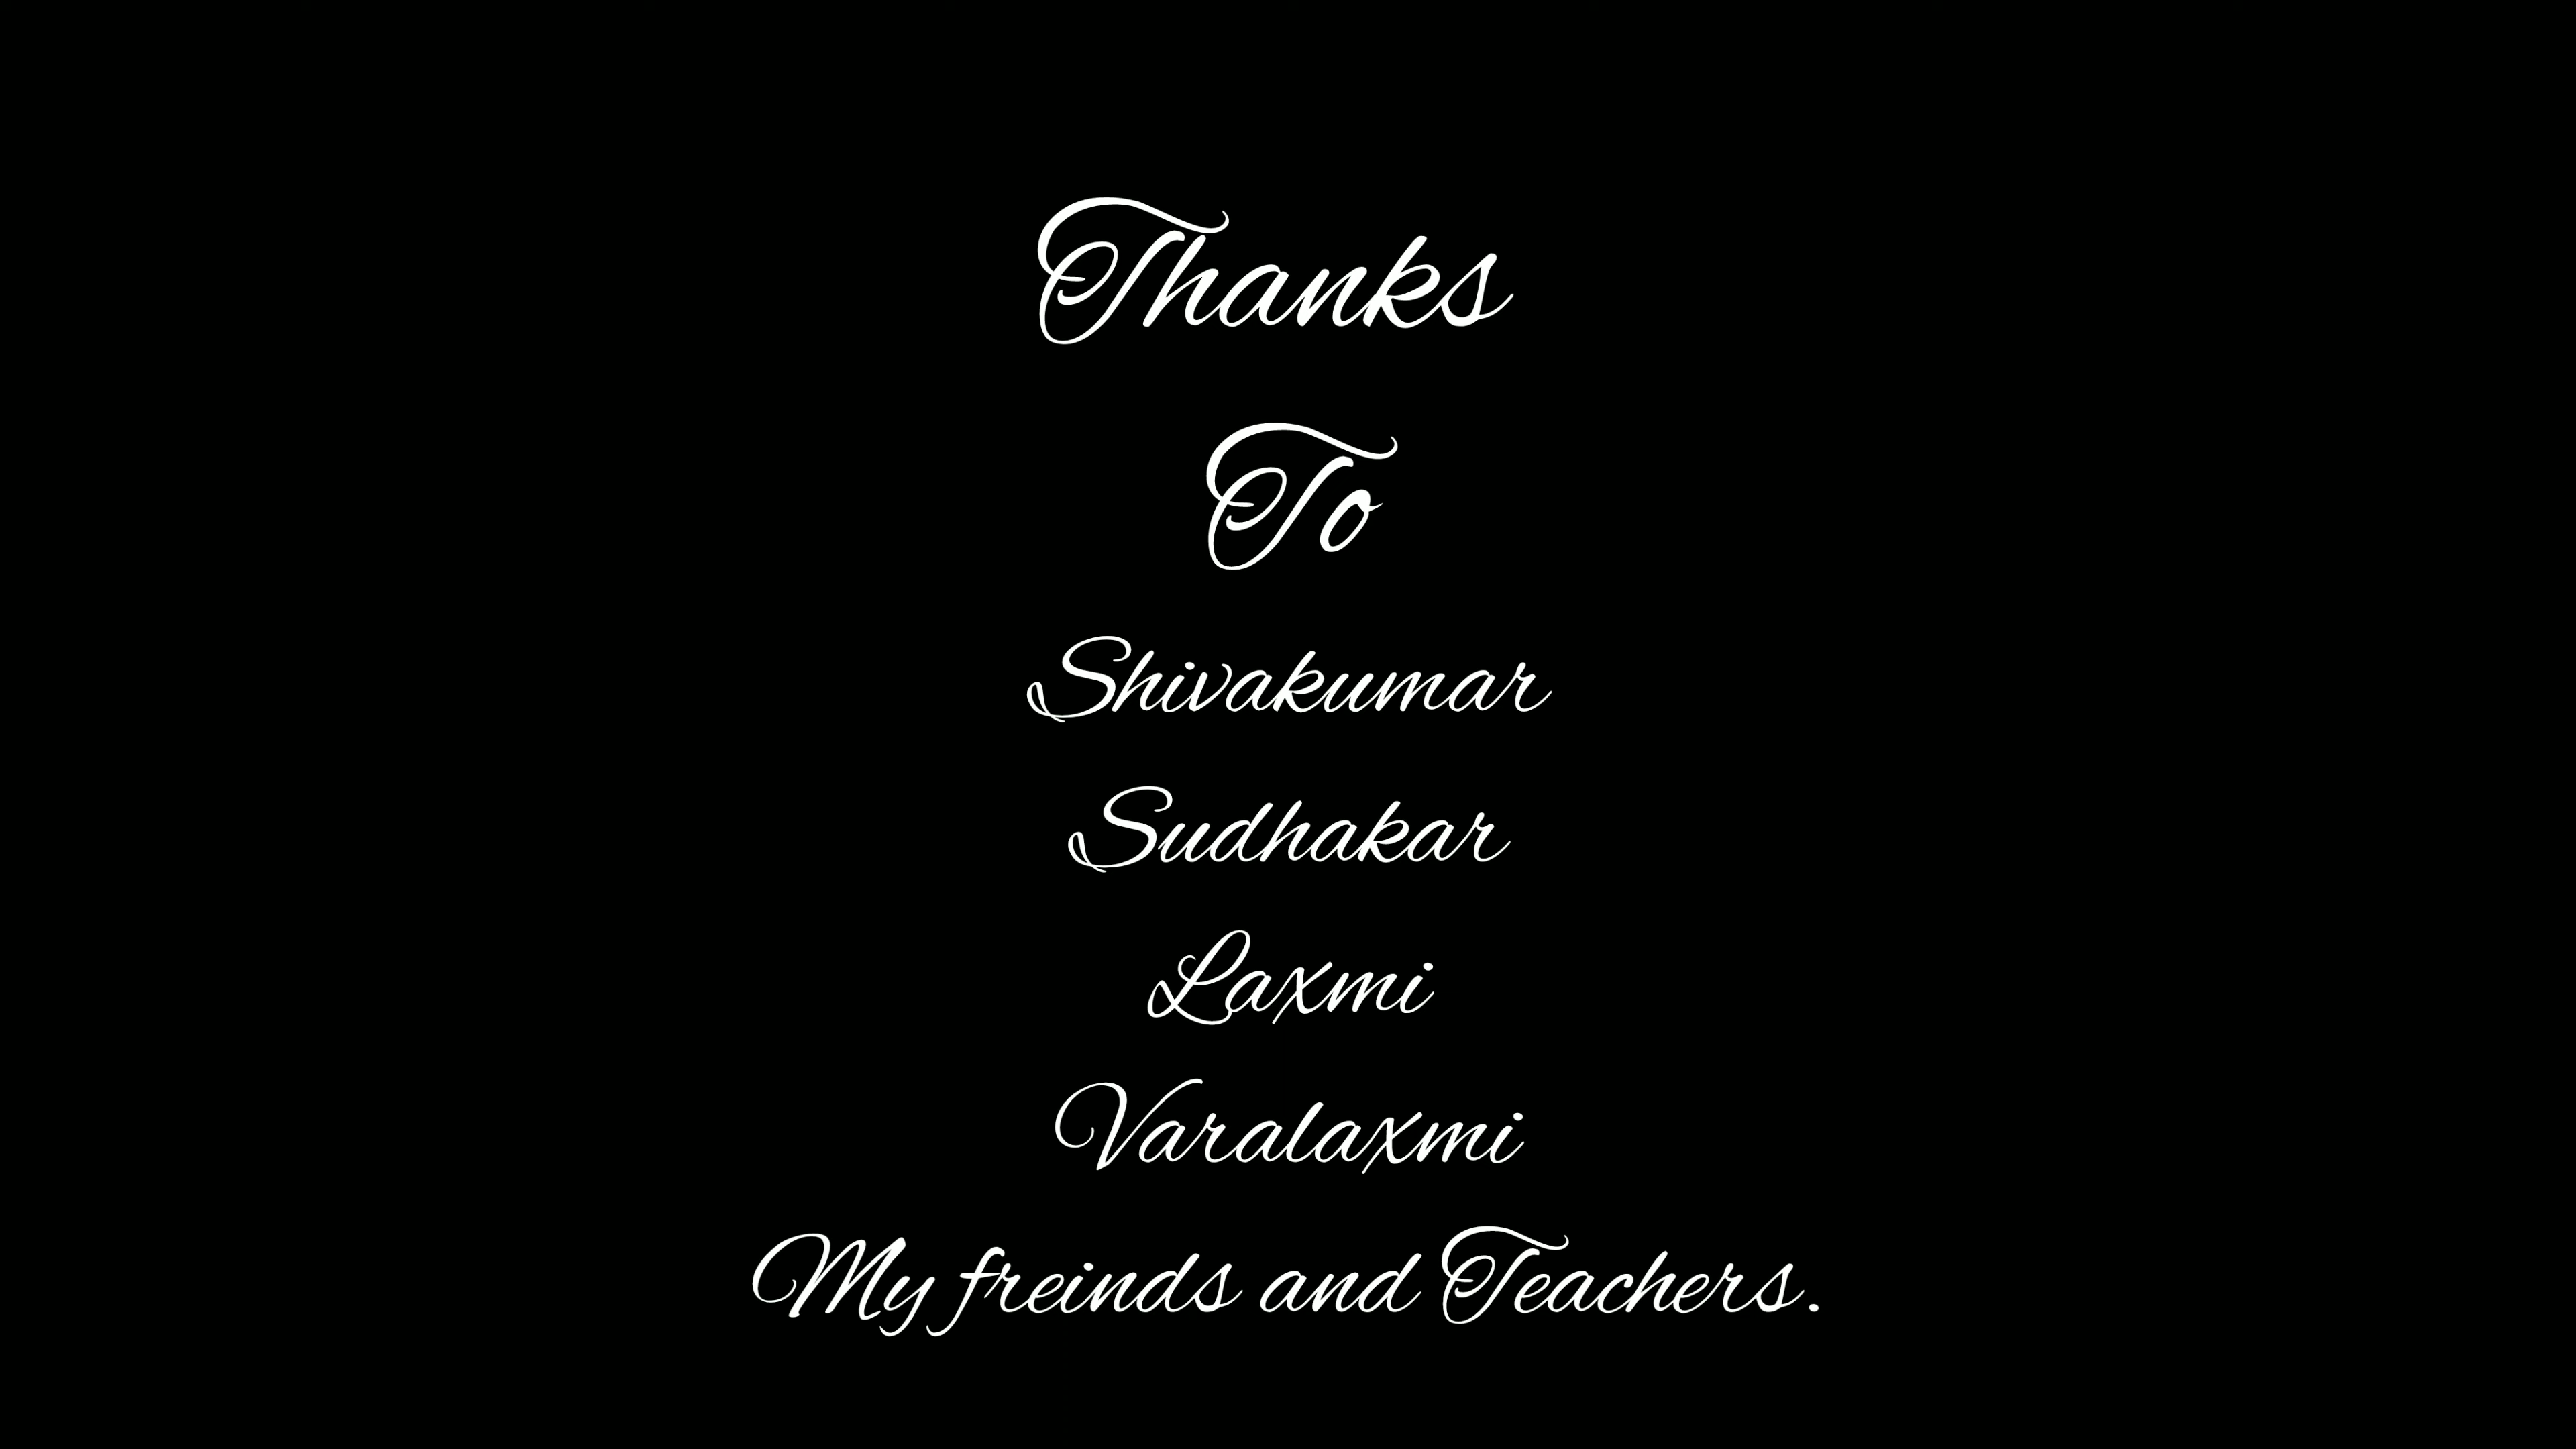 Thanks
To
Shivakumar
Sudhakar
Laxmi
Varalaxmi
My freinds and Teachers.